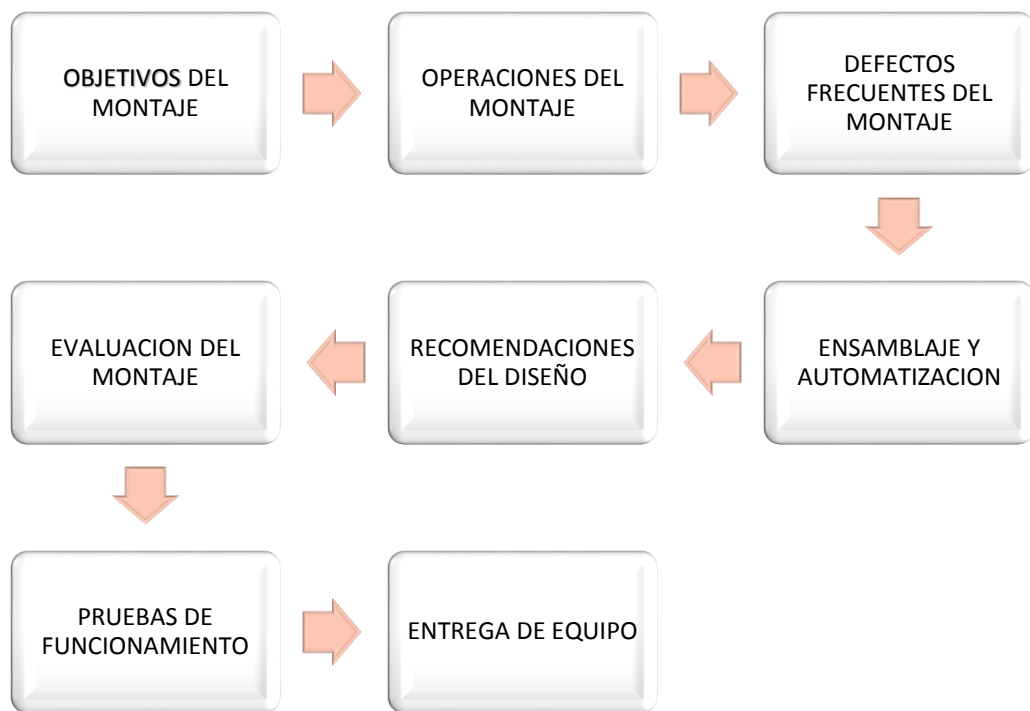 OBJETIVOS DEL
MONTAJE
OPERACIONES DEL
MONTAJE
DEFECTOS
FRECUENTES DEL
MONTAJE
ENSAMBLAJE Y
AUTOMATIZACION
RECOMENDACIONES
DEL DISEÑO
EVALUACION DEL
MONTAJE
PRUEBAS DE
FUNCIONAMIENTO
ENTREGA DE EQUIPO